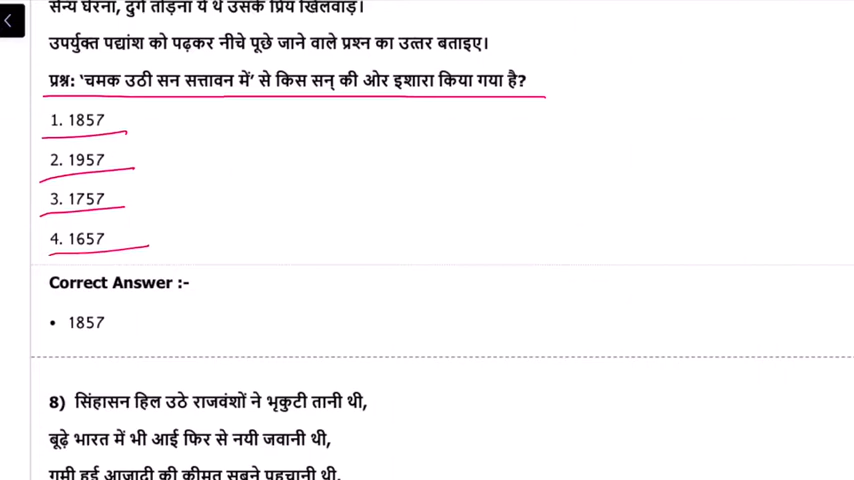 सैन्य घेरना, दुर्ग तोड़ना ये थे उसके प्रिय खिलवाड़।
उपर्युक्त पद्यांश को पढ़कर नीचे पूछे जाने वाले प्रश्न का उत्तर बताइए।
प्रश्न: 'चमक उठी सन सत्तावन में' से किस सन् की ओर इशारा किया गया है?
1. 1857
2. 1957
3. 1757
4. 1657
Correct Answer :-
• 1857
8) सिंहासन हिल उठे राजवंशों ने भृकुटी तानी थी,
बूढ़े भारत में भी आई फिर से नयी जवानी थी,
गुमी हुई आज़ादी की कीमत सबने पहचानी थी,